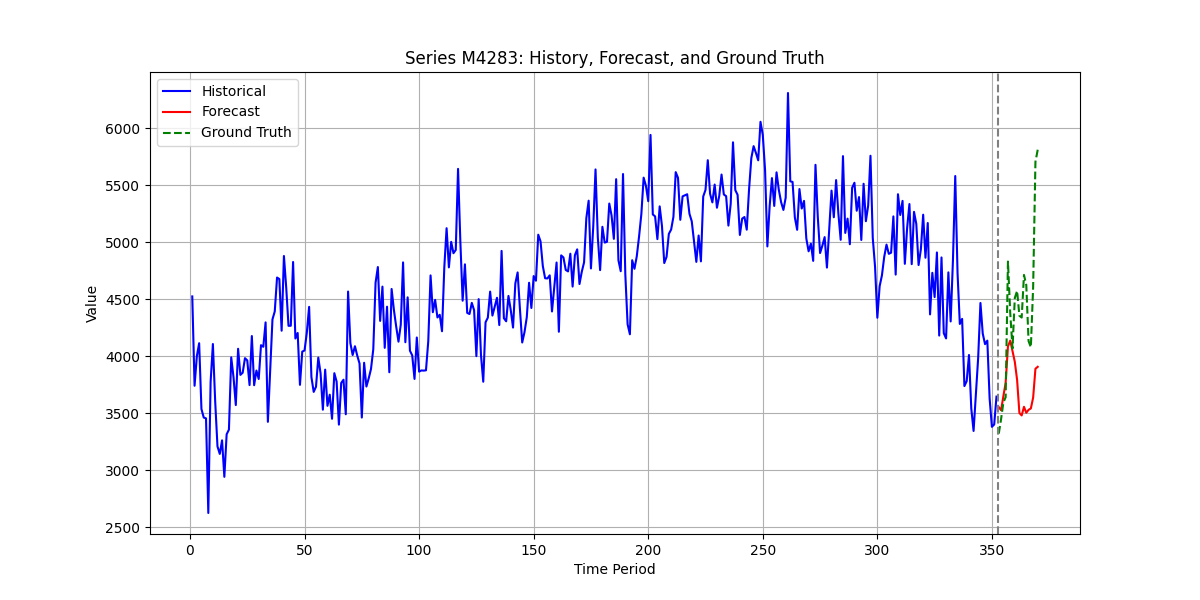 Series M4283: History, Forecast, and Ground Truth
Historical
Forecast
Ground Truth
Value
6000
5500
5000
4500
4000
3500
3000
2500
0 50 100 150 200 250 300 350
Time Period